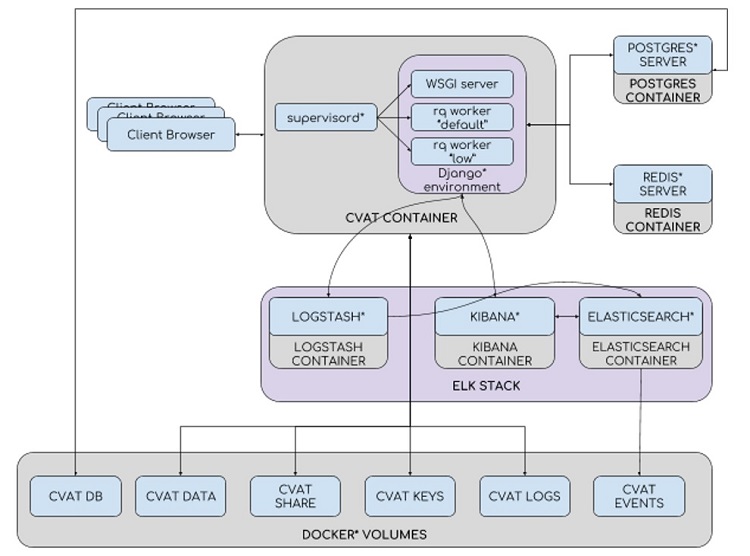 POSTGRES*
SERVER
POSTGRES
CONTAINER
WSGI server
Client Browser
Client Browser
Client Browser
supervisord*
rq worker
"default"
rq worker
"low"
Django*
environment
CVAT CONTAINER
REDIS*
SERVER
REDIS
CONTAINER
LOGSTASH*
LOGSTASH
CONTAINER
KIBANA*
KIBANA
CONTAINER
ELASTICSEARCH*
ELASTICSEARCH
CONTAINER
ELK STACK
CVAT DB
CVAT DATA
CVAT
SHARE
CVAT KEYS
CVAT LOGS
CVAT
EVENTS
DOCKER* VOLUMES